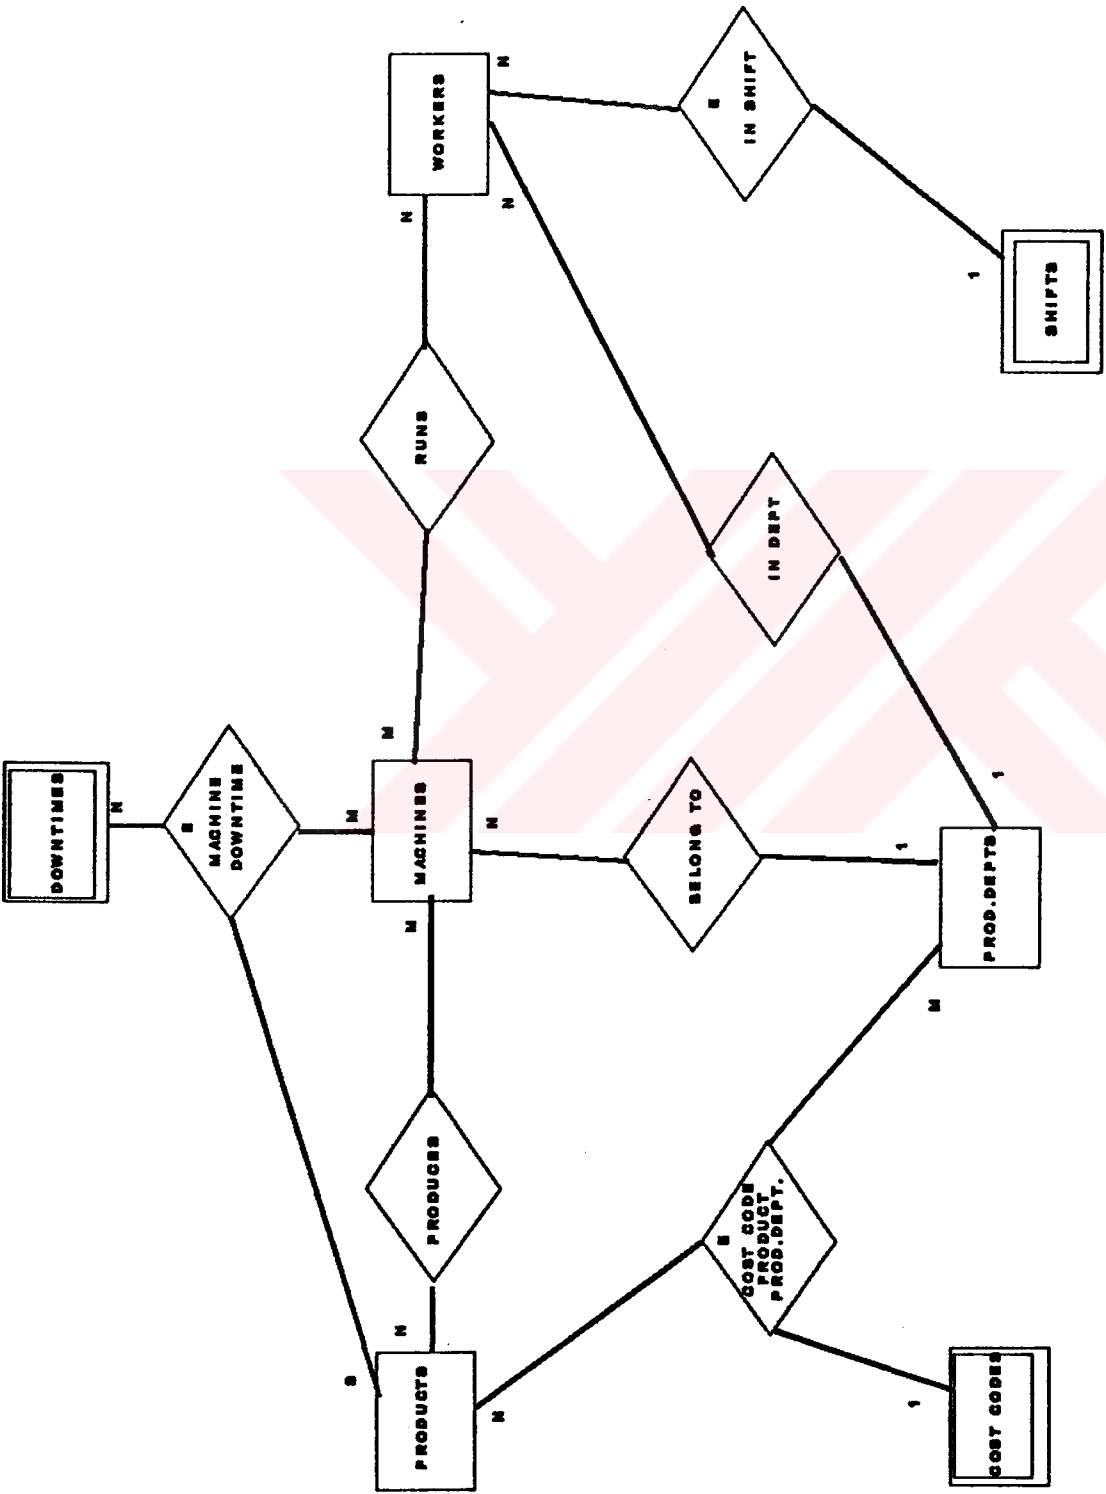 DOWNTIMES
N
E
MACHINE
DOWNTIME
S
M
N
M
M
N
PRODUCTS
PRODUCES
MACHINES
RUNS
WORKERS
N
N
N
N
BELONG TO
E
COST CODE
PRODUCT
PROD.DEPT.
IN DEPT
E
IN SHIFT
1
M
1
1
1
COST CODES
PROD.DEPTS
SHIFTS